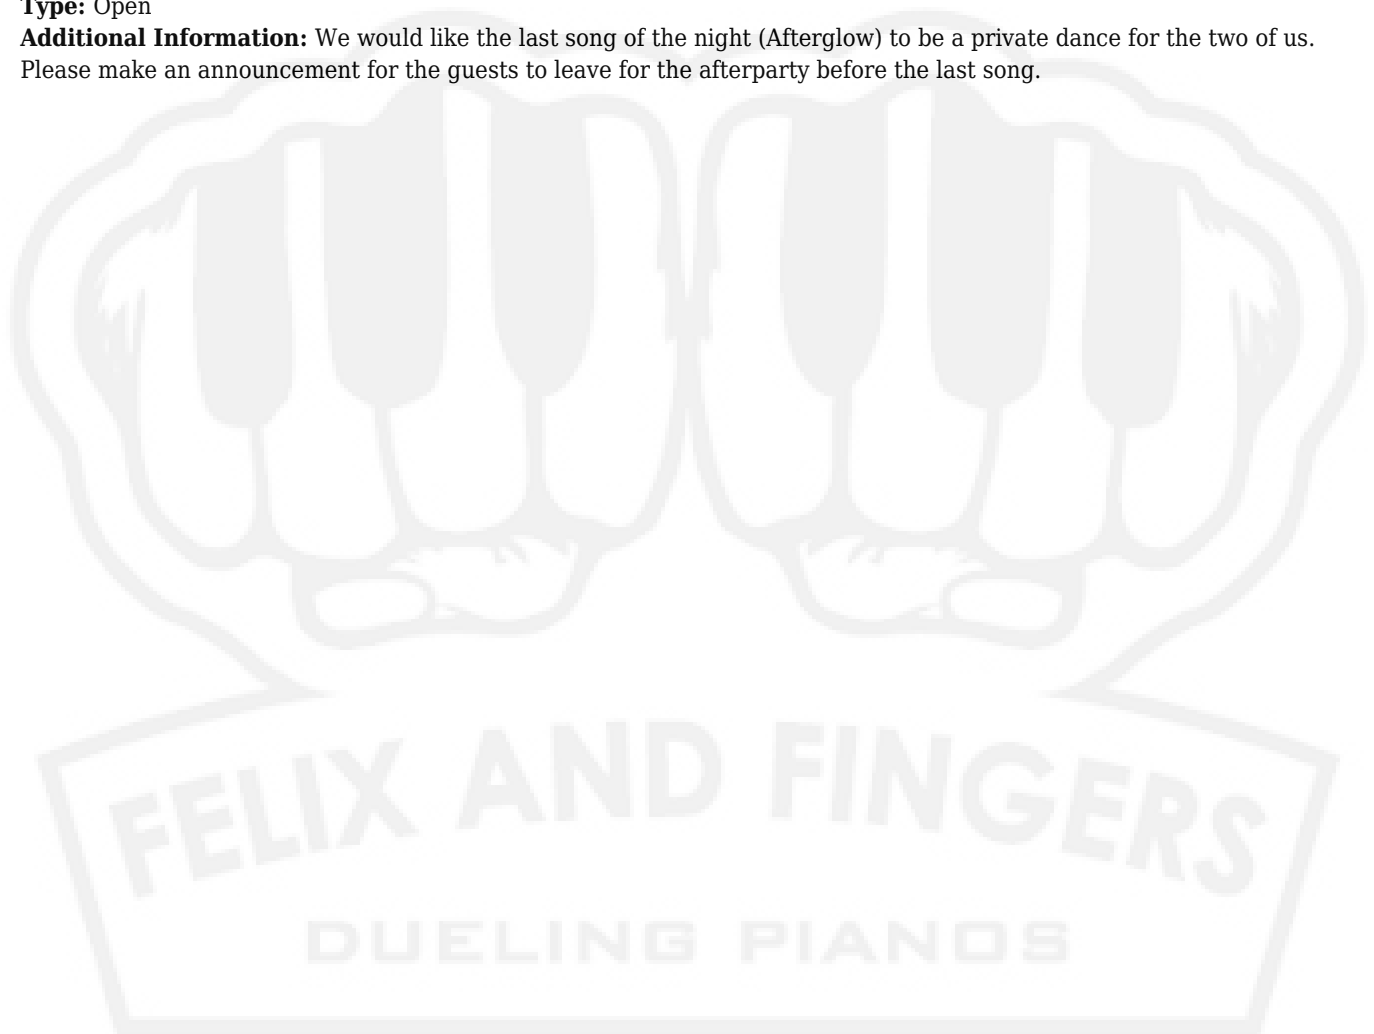 Type: Open
Additional Information: We would like the last song of the night (Afterglow) to be a private dance for the two of us.
Please make an announcement for the guests to leave for the afterparty before the last song.
FELIX AND FINGERS
DUELING PIANOS